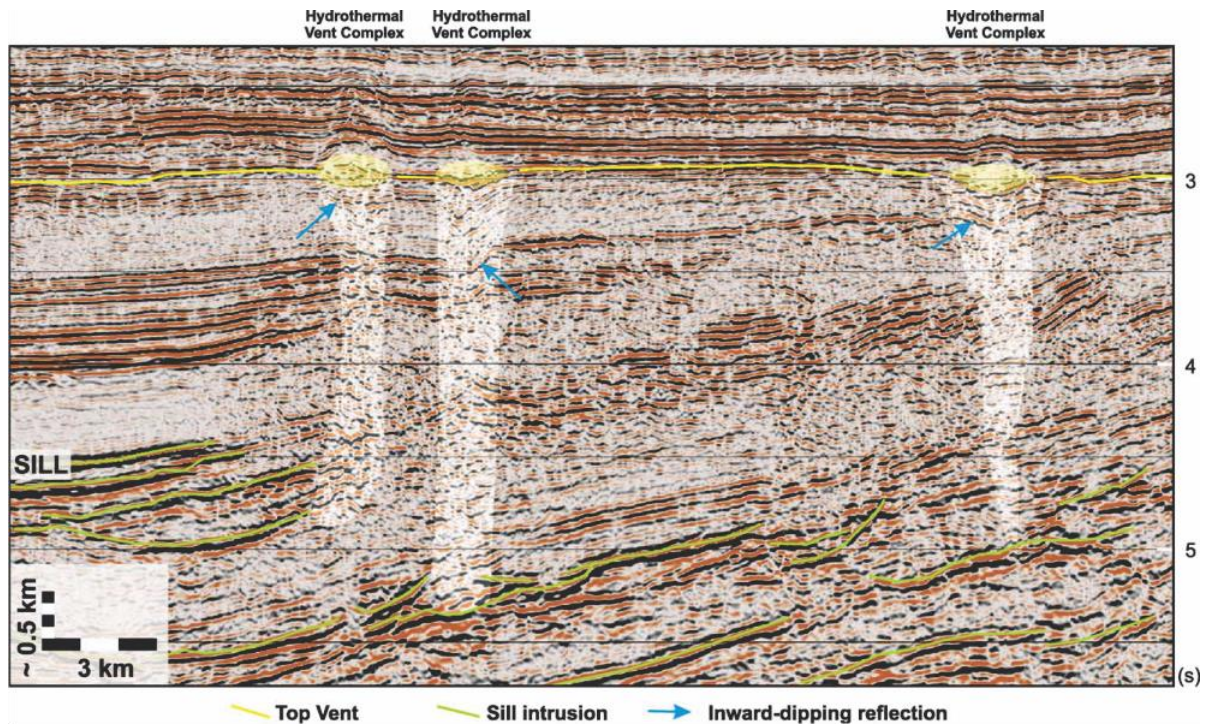 Hydrothermal
Vent Complex
Hydrothermal
Vent Complex
Hydrothermal
Vent Complex
3
4
SILL
5
~ 0.5 km
3 km
(s)
Top Vent
Sill intrusion
Inward-dipping reflection